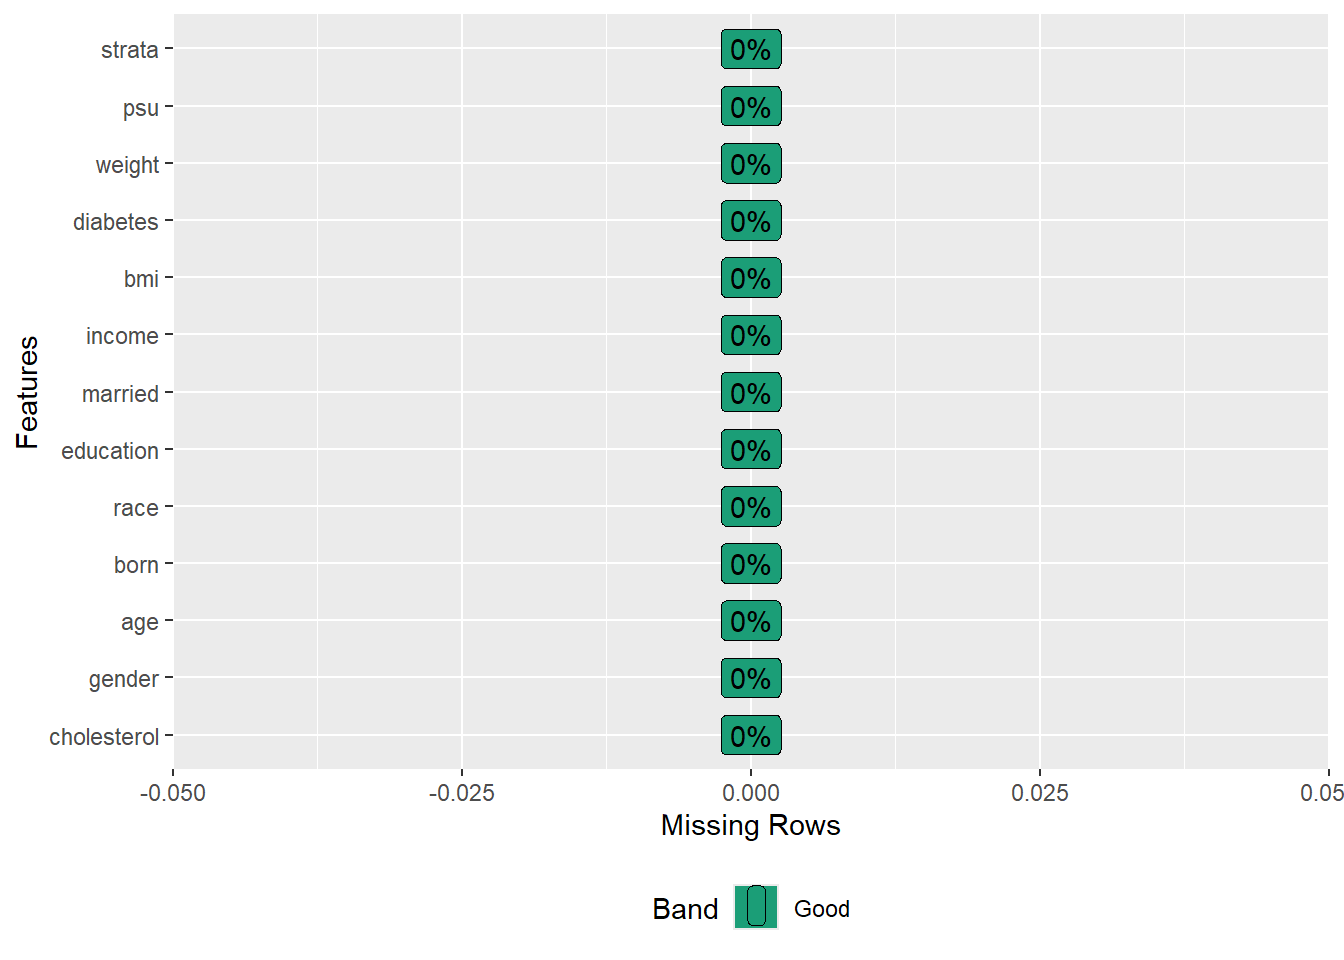 strata 0%
psu 0%
weight 0%
diabetes 0%
bmi 0%
income 0%
married 0%
education 0%
race 0%
born 0%
age 0%
gender 0%
cholesterol 0%
Features
-0.050 -0.025 0.000 0.025 0.05
Missing Rows
Band Good